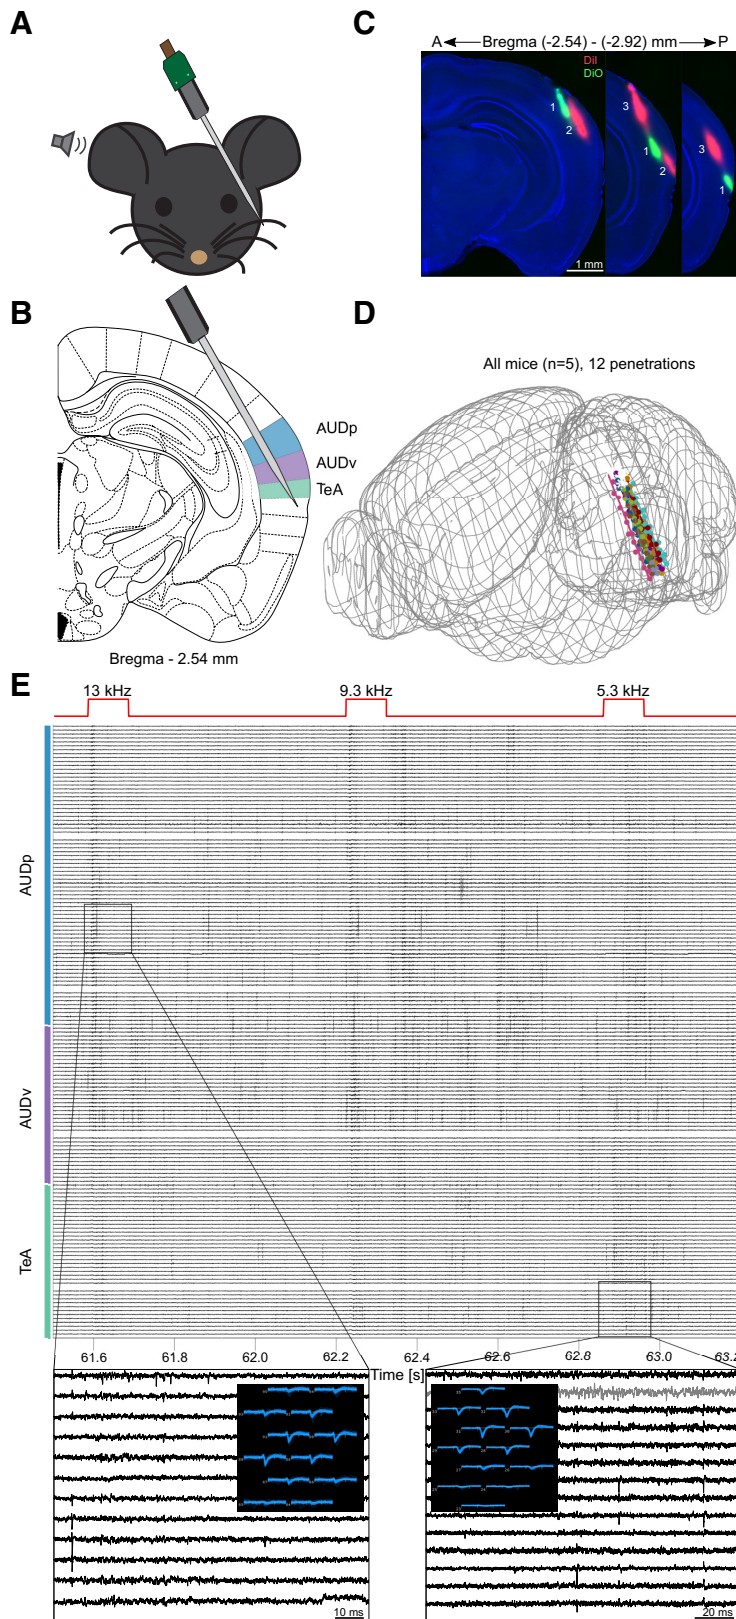 A
C
A Bregma (-2.54) - (-2.92) mm P
DiI
DiO
1
2
3
1
2
3
1
1 mm
B
AUDp
AUDv
TeA
Bregma - 2.54 mm
D
All mice (n=5), 12 penetrations
E
13 kHz
9.3 kHz
5.3 kHz
AUDp
AUDv
TeA
61.6 61.8 62.0 62.2 62.4 62.6 62.8 63.0 63.2
Time [s]
10 ms
20 ms